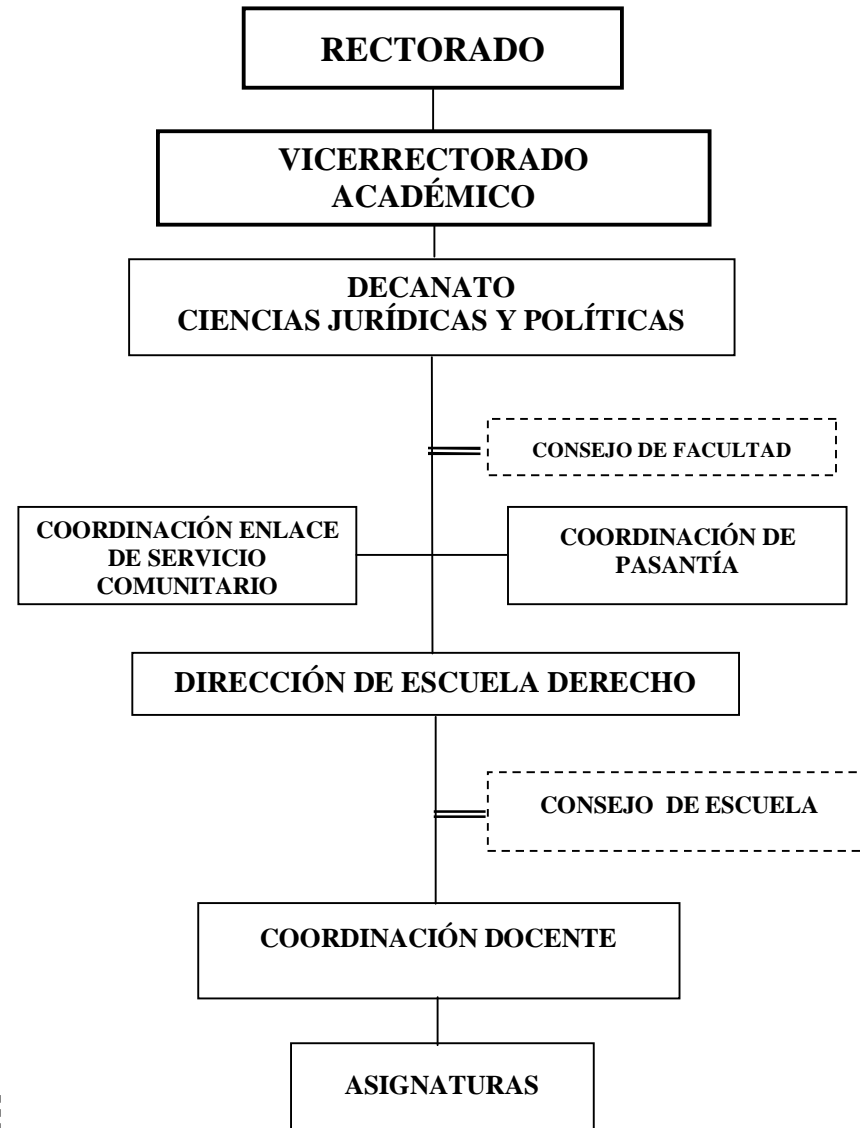 RECTORADO
VICERRECTORADO
ACADÉMICO
DECANATO
CIENCIAS JURÍDICAS Y POLÍTICAS
CONSEJO DE FACULTAD
COORDINACIÓN ENLACE
DE SERVICIO
COMUNITARIO
COORDINACIÓN DE
PASANTÍA
DIRECCIÓN DE ESCUELA DERECHO
CONSEJO DE ESCUELA
COORDINACIÓN DOCENTE
ASIGNATURAS